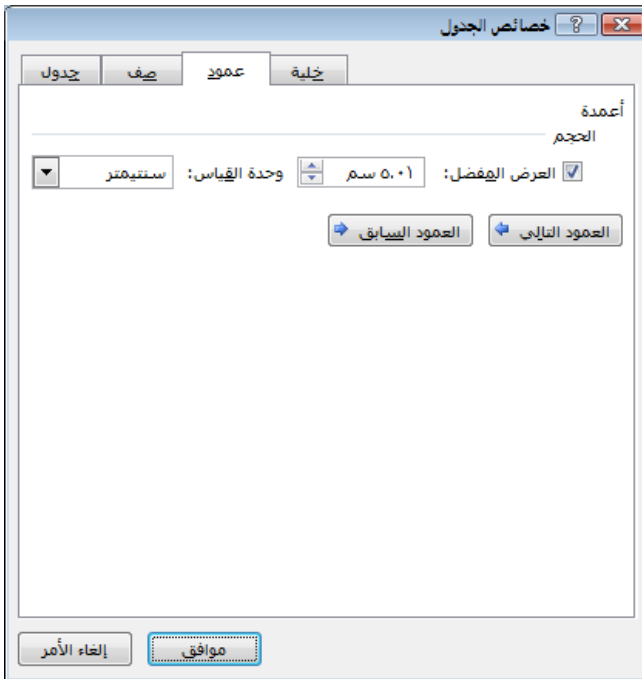 خصائص الجدول
جدول صف عمود خلية
أعمدة
الحجم
العرض المفضل: ٥,٠١ سم وحدة القياس: سنتيمتر
العمود التالي العمود السابق
موافق إلغاء الأمر